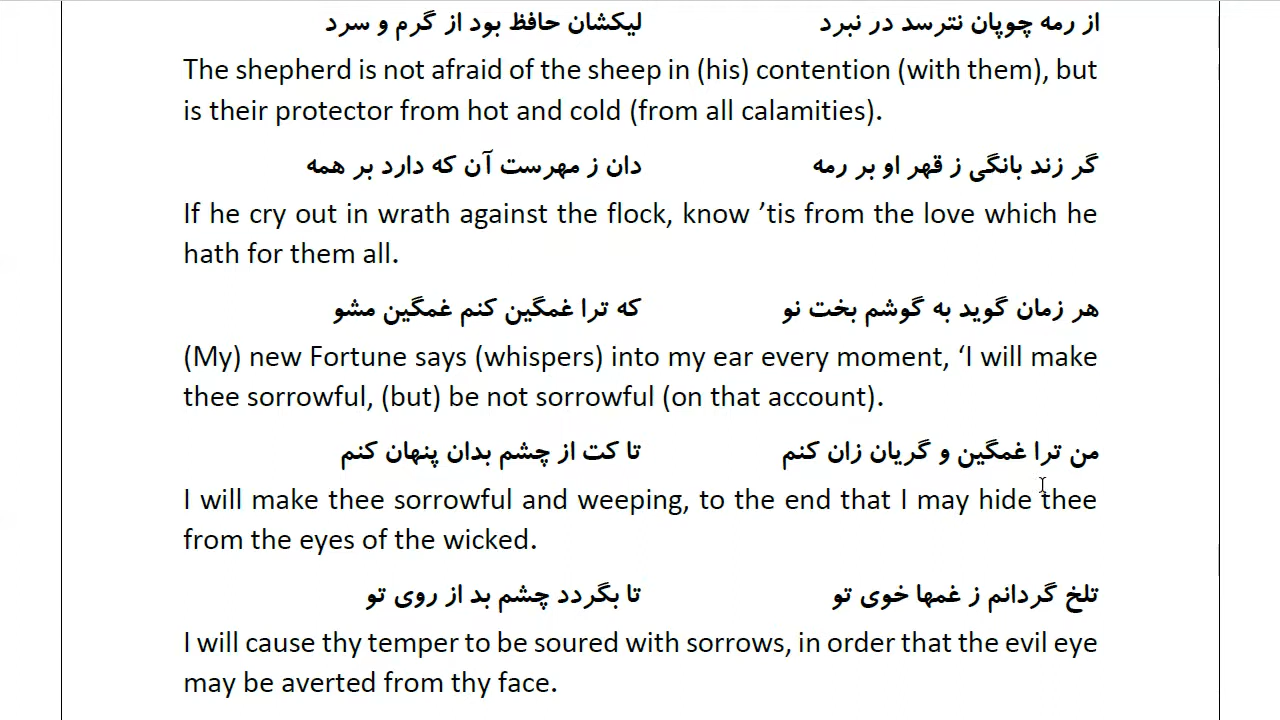 از رمه چوپان نترسد در نبرد لیکشان حافظ بود از گرم و سرد
The shepherd is not afraid of the sheep in (his) contention (with them), but
is their protector from hot and cold (from all calamities).
گر زند بانگی ز قهر او بر رمه دان ز مهرست آن که دارد بر همه
If he cry out in wrath against the flock, know ’tis from the love which he
hath for them all.
هر زمان گوید به گوشم بخت نو که ترا غمگین کنم غمگین مشو
(My) new Fortune says (whispers) into my ear every moment, ‘I will make
thee sorrowful, (but) be not sorrowful (on that account).
من ترا غمگین و گریان زان کنم تا کت از چشم بدان پنهان کنم
I will make thee sorrowful and weeping, to the end that I may hide thee
from the eyes of the wicked.
تلخ گردانم ز غمها خوی تو تا بگردد چشم بد از روی تو
I will cause thy temper to be soured with sorrows, in order that the evil eye
may be averted from thy face.